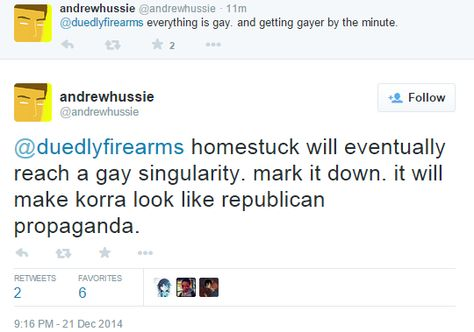 andrewhussie @andrewhussie · 11m
@duedlyfirearms everything is gay. and getting gayer by the minute.
2
andrewhussie
@andrewhussie
Follow
@duedlyfirearms homestuck will eventually
reach a gay singularity. mark it down. it will
make korra look like republican
propaganda.
RETWEETS FAVORITES
2 6
9:16 PM - 21 Dec 2014